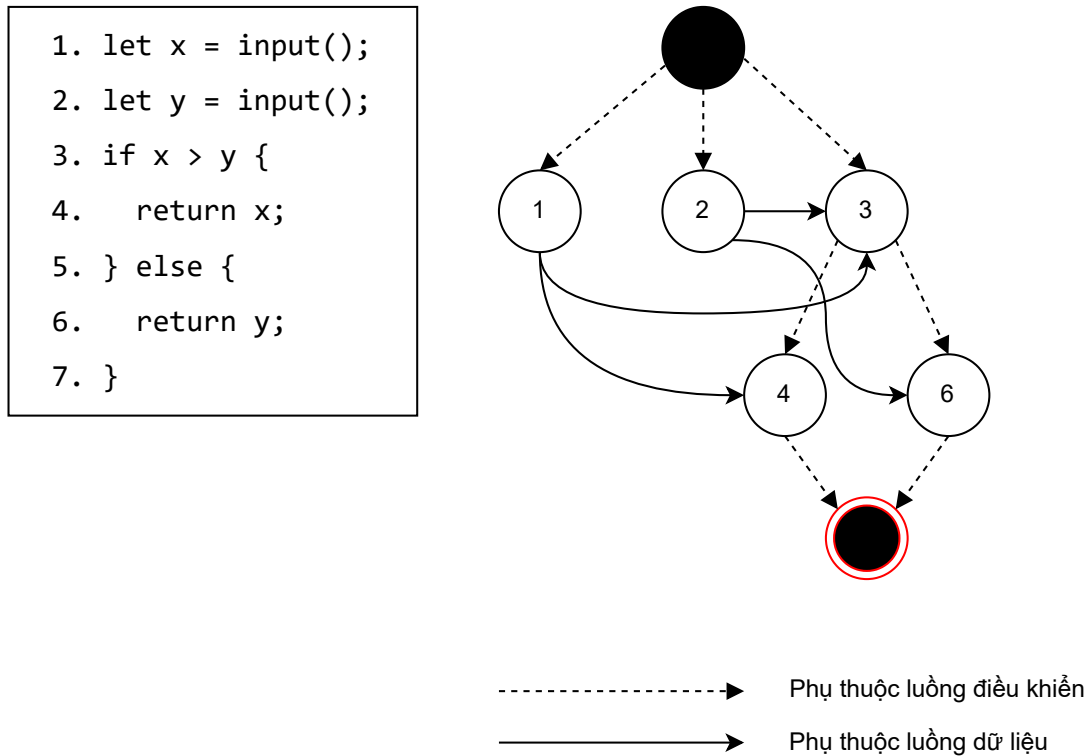 1. let x = input();
2. let y = input();
3. if x > y {
4.   return x;
5. } else {
6.   return y;
7. }
1
2
3
4
6
Phụ thuộc luồng điều khiển
Phụ thuộc luồng dữ liệu